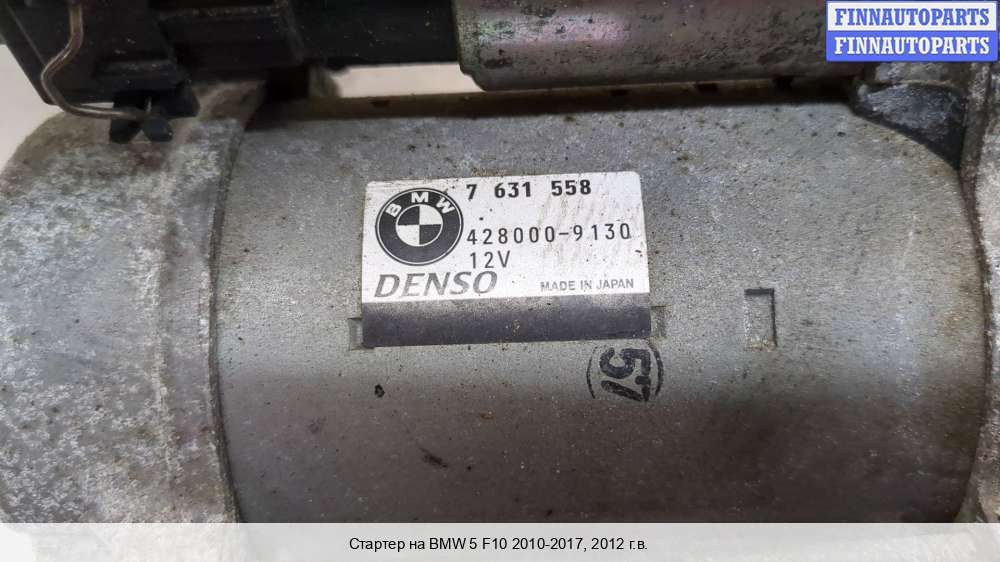 FINNAUTOPARTS
FINNAUTOPARTS
BMW
7 631 558
428000-9130
12V
DENSO
MADE IN JAPAN
57
Стартер на BMW 5 F10 2010-2017, 2012 г.в.